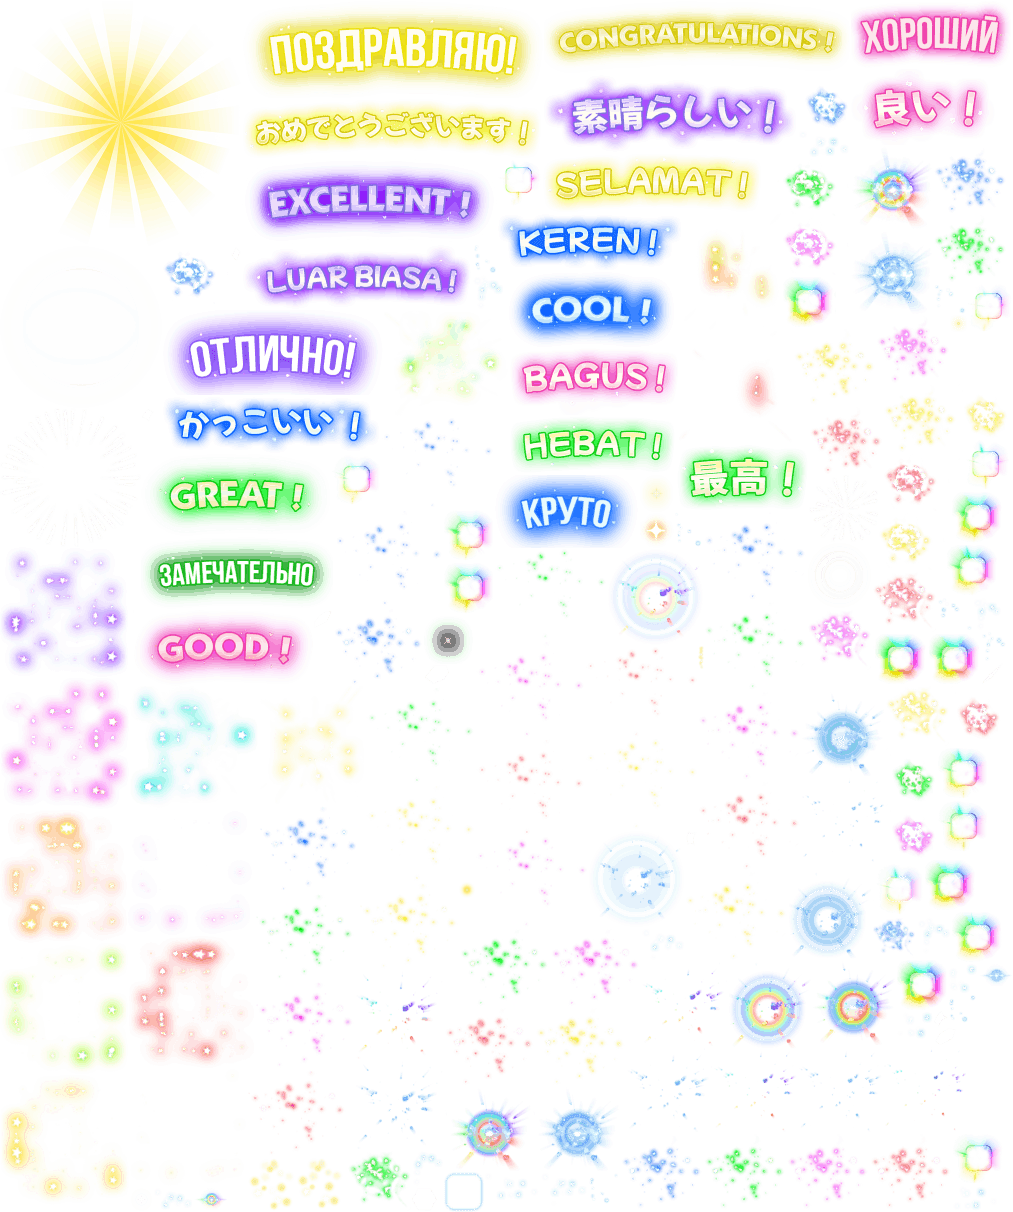 ПОЗДРАВЛЯЮ!
CONGRATULATIONS!
ХОРОШИЙ
おめでとうございます!
素晴らしい!
良い!
EXCELLENT!
SELAMAT!
LUAR BIASA!
KEREN!
COOL!
ОТЛИЧНО!
BAGUS!
かっこいい!
HEBAT!
最高!
GREAT!
КРУТО
ЗАМЕЧАТЕЛЬНО
GOOD!